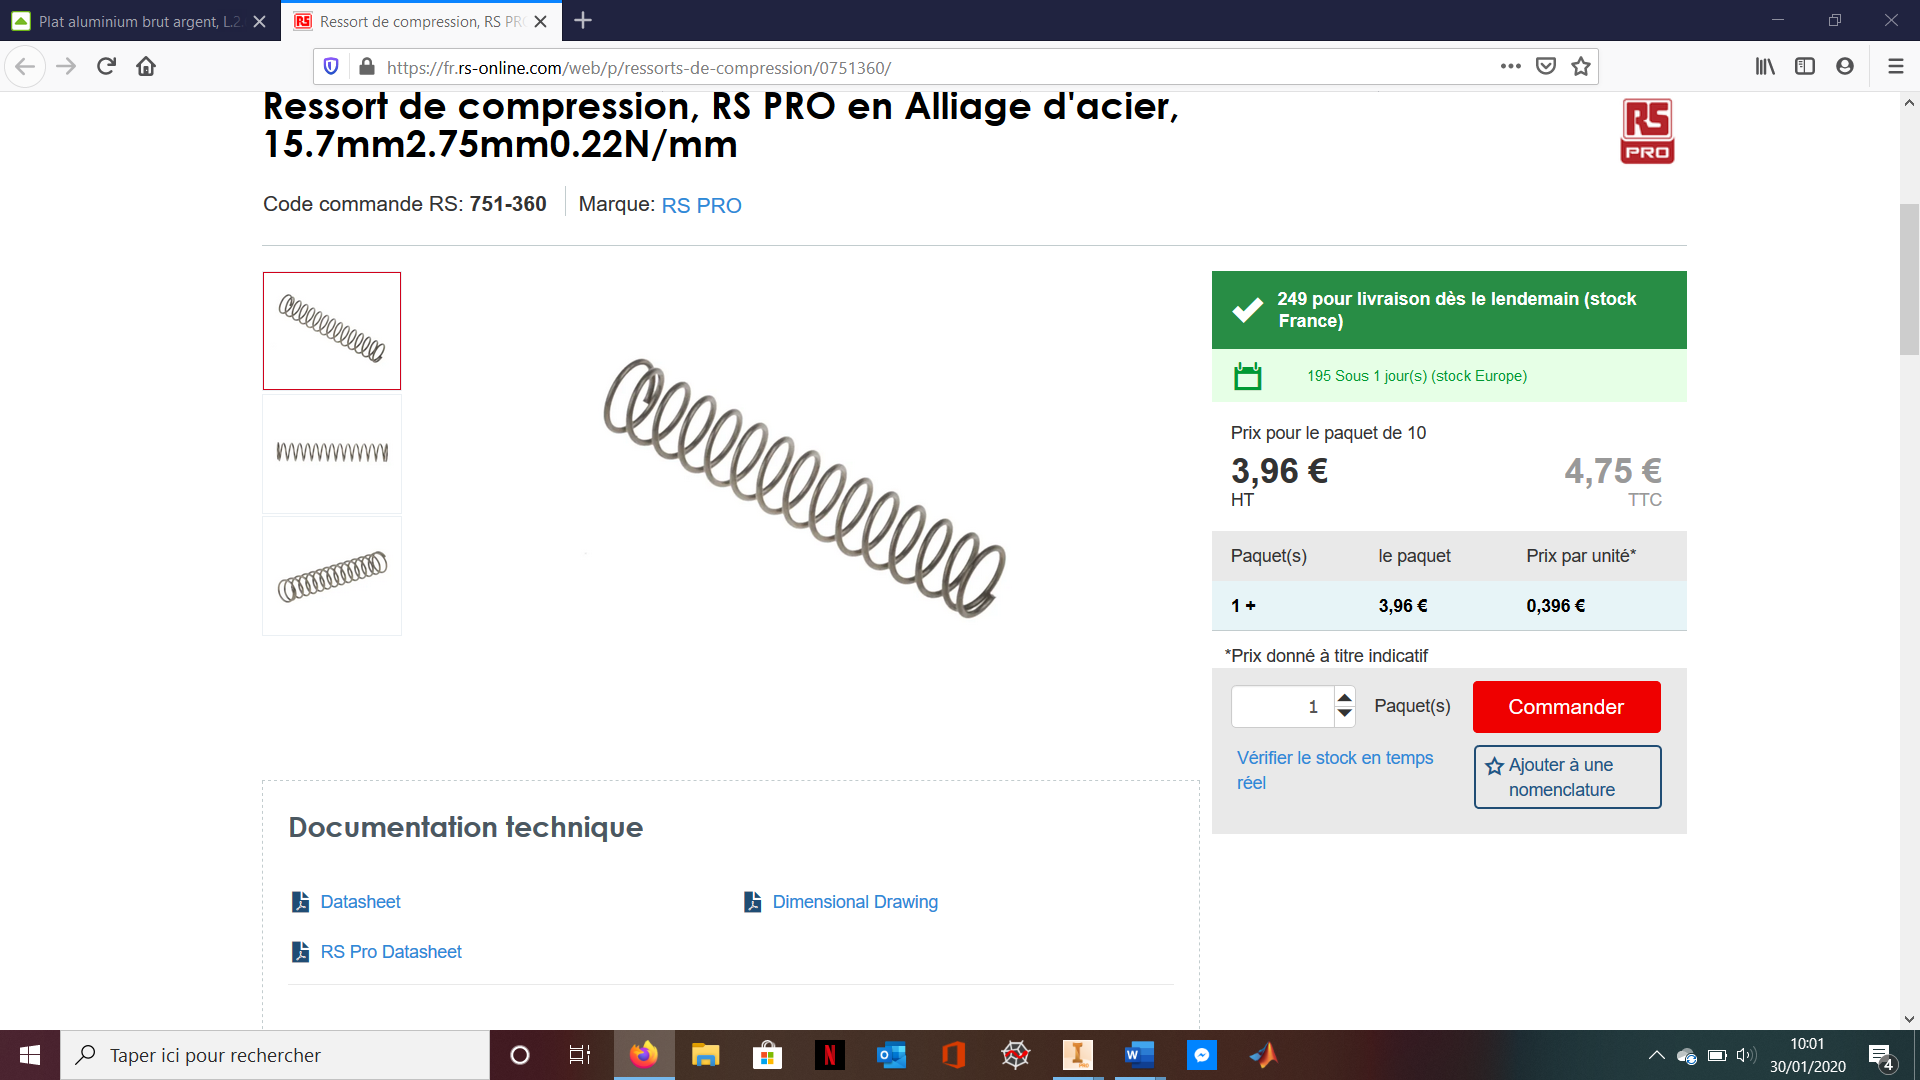 Plat aluminium brut argent, L.2
Ressort de compression, RS PR
https://fr.rs-online.com/web/p/ressorts-de-compression/0751360/
Ressort de compression, RS PRO en Alliage d'acier,
15.7mm2.75mm0.22N/mm
RS
PRO
Code commande RS: 751-360
Marque: RS PRO
249 pour livraison dès le lendemain (stock
France)
195 Sous 1 jour(s) (stock Europe)
Prix pour le paquet de 10
3,96 € 4,75 €
HT TTC
Paquet(s) le paquet Prix par unité*
1 + 3,96 € 0,396 €
*Prix donné à titre indicatif
1 Paquet(s) Commander
Vérifier le stock en temps
réel
Ajouter à une
nomenclature
Documentation technique
Datasheet Dimensional Drawing
RS Pro Datasheet
Taper ici pour rechercher
10:01
30/01/2020
4